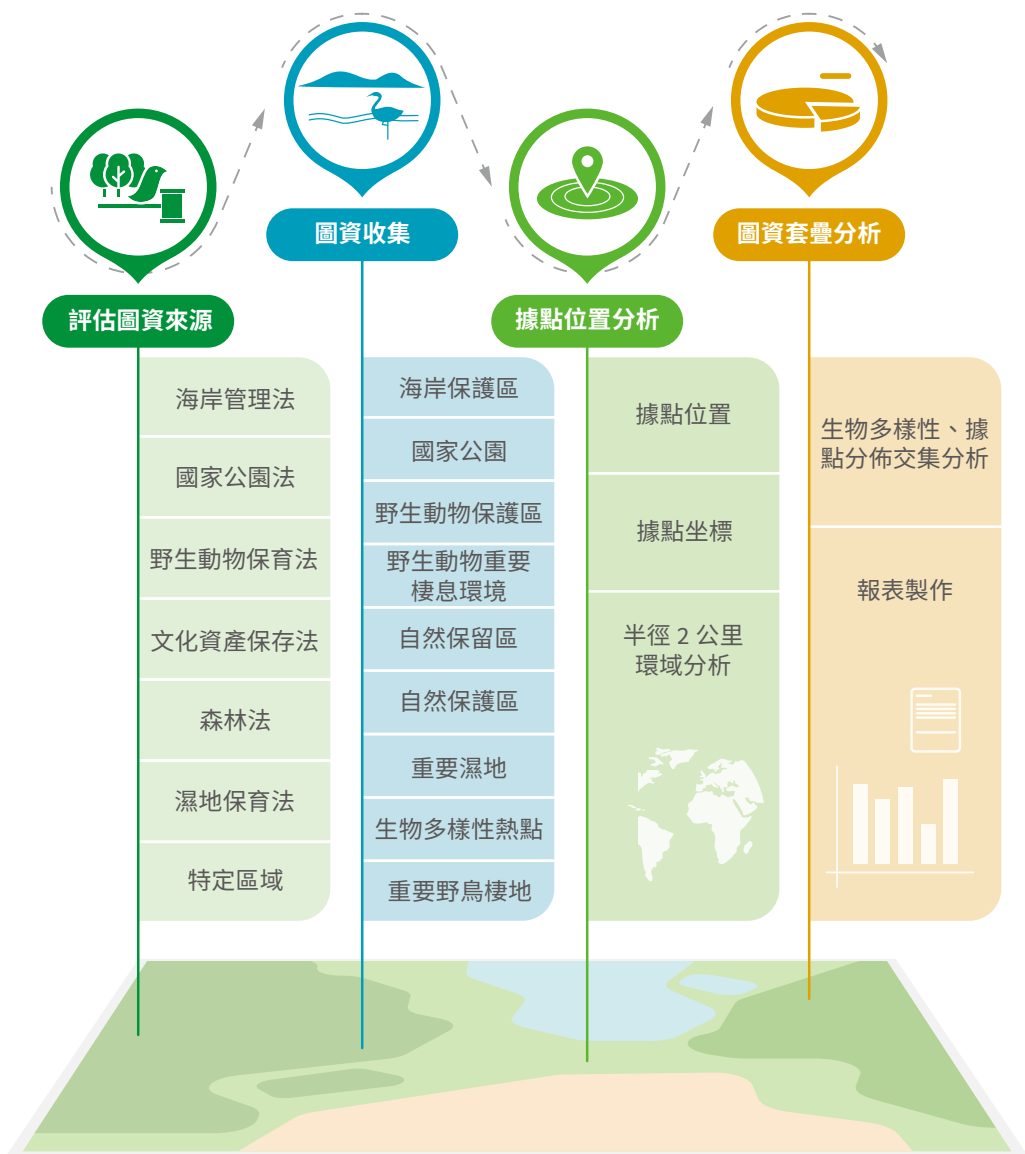 評估圖資來源
海岸管理法
國家公園法
野生動物保育法
文化資產保存法
森林法
濕地保育法
特定區域
圖資收集
海岸保護區
國家公園
野生動物保護區
野生動物重要
棲息環境
自然保留區
自然保護區
重要濕地
生物多樣性熱點
重要野鳥棲地
據點位置分析
據點位置
據點坐標
半徑 2 公里
環域分析
圖資套疊分析
生物多樣性、據
點分佈交集分析
報表製作